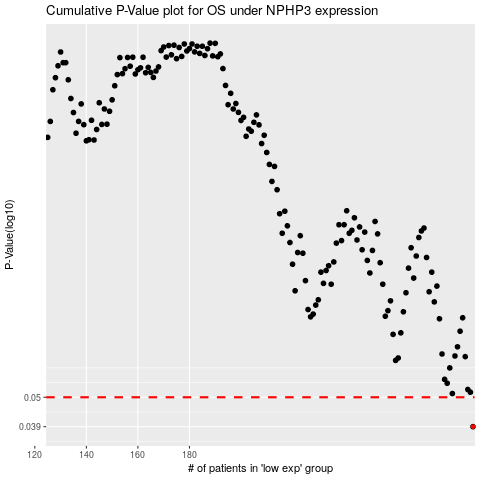 Cumulative P-Value plot for OS under NPHP3 expression
P-Value(log10)
0.05
0.039
120 140 160 180
# of patients in 'low exp' group